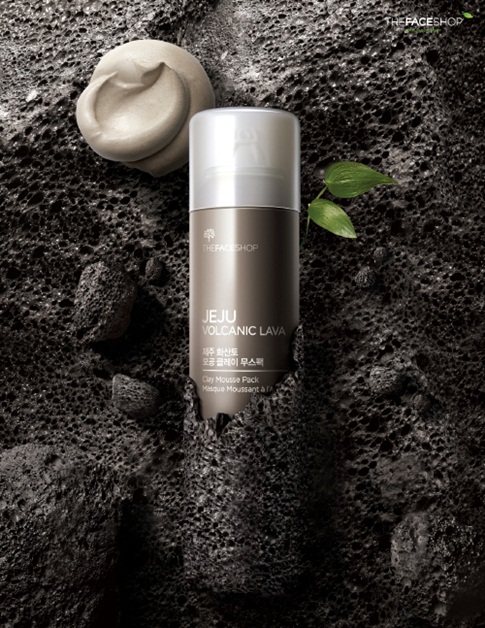 THEFACESHOP
THEFACESHOP
JEJU
VOLCANIC LAVA
제주 화산토
모공 클레이 무스팩
Clay Mousse Pack
Masque Moussant à l'